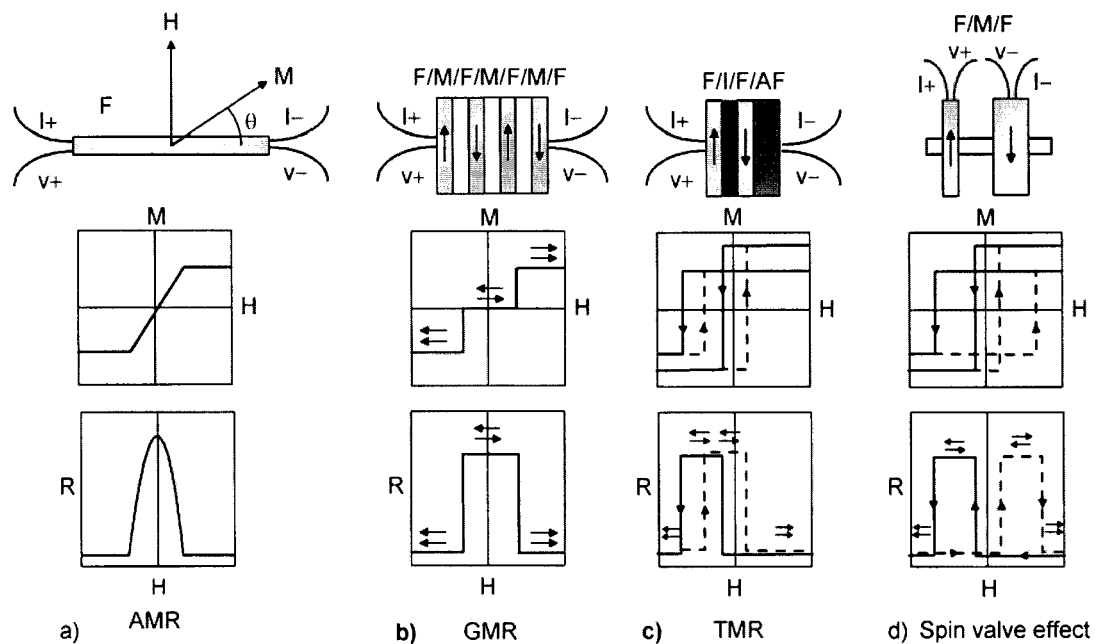 H
M
F
θ
I+
I–
v+
v–
F/M/F/M/F/M/F
I+
I–
v+
v–
F/I/F/AF
I+
I–
v+
v–
F/M/F
v+
v–
I+
I–
M
H
M
H
M
H
M
H
R
H
R
H
R
H
R
H
a) AMR
b) GMR
c) TMR
d) Spin valve effect